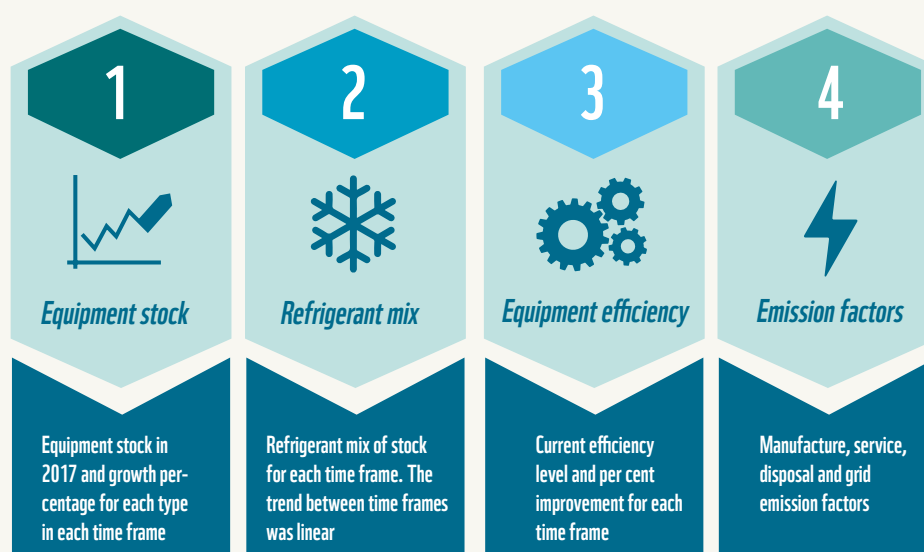 1
Equipment stock
Equipment stock in
2017 and growth per-
centage for each type
in each time frame
2
Refrigerant mix
Refrigerant mix of stock
for each time frame. The
trend between time frames
was linear
3
Equipment efficiency
Current efficiency
level and per cent
improvement for each
time frame
4
Emission factors
Manufacture, service,
disposal and grid
emission factors